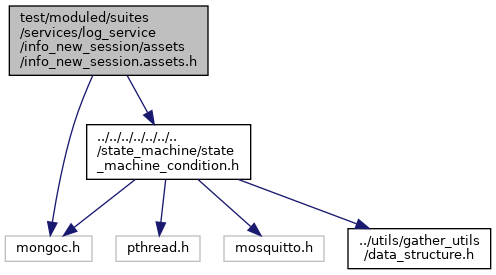 test/moduled/suites
/services/log_service
/info_new_session/assets
/info_new_session.assets.h
../../../../../../..
/state_machine/state
_machine_condition.h
mongoc.h
pthread.h
mosquitto.h
../utils/gather_utils
/data_structure.h